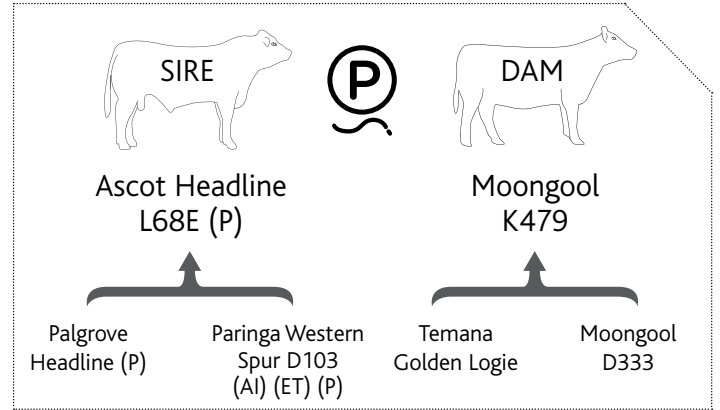 SIRE
P
DAM
Ascot Headline
L68E (P)
Moongool
K479
Palgrove
Headline (P)
Paringa Western
Spur D103
(AI) (ET) (P)
Temana
Golden Logie
Moongool
D333